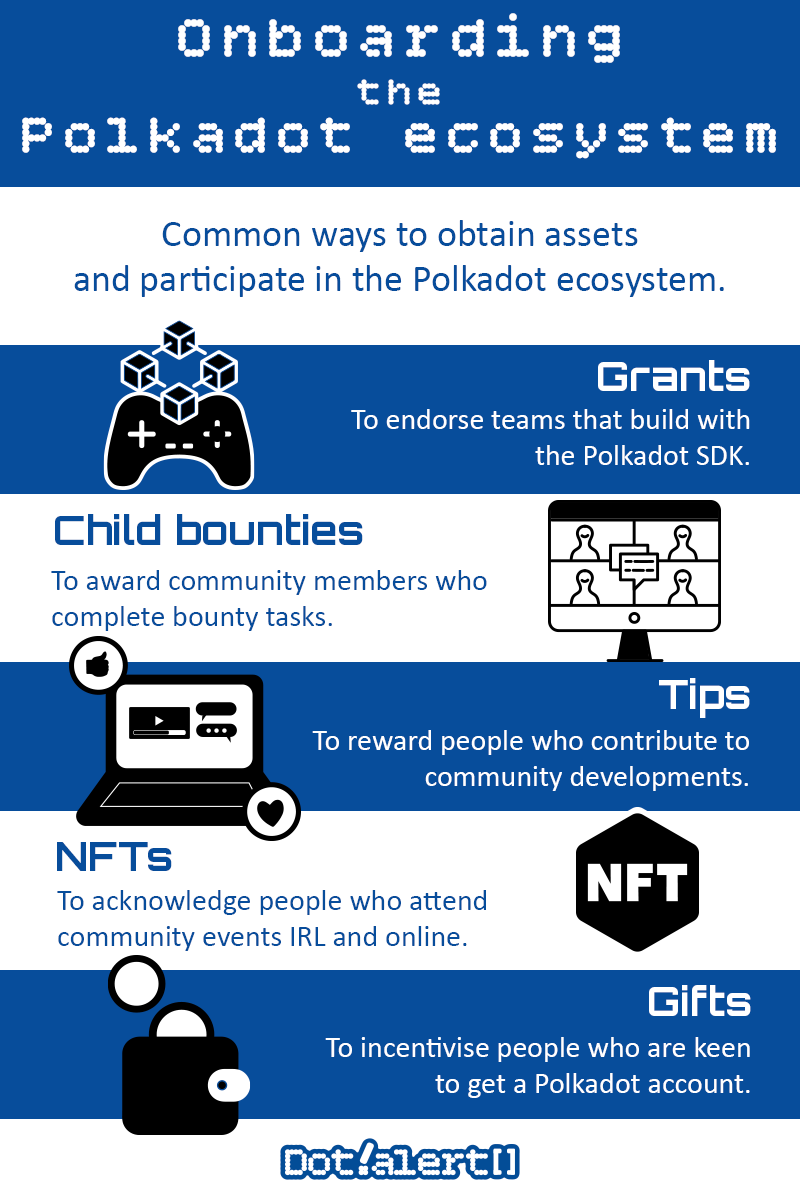 Onboarding
the
Polkadot ecosystem
Common ways to obtain assets
and participate in the Polkadot ecosystem.
Grants
To endorse teams that build with
the Polkadot SDK.
Child bounties
To award community members who
complete bounty tasks.
Tips
To reward people who contribute to
community developments.
NFTs
To acknowledge people who attend
community events IRL and online.
NFT
Gifts
To incentivise people who are keen
to get a Polkadot account.
Dot!alert[]